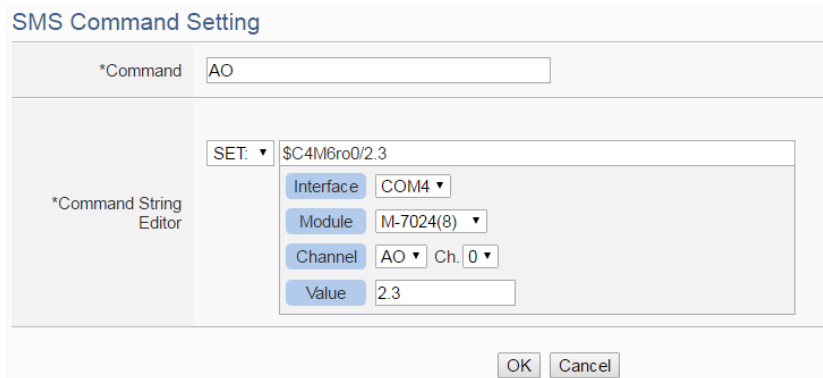 SMS Command Setting
*Command AO
*Command String Editor
SET: $C4M6ro0/2.3
Interface COM4
Module M-7024(8)
Channel AO Ch. 0
Value 2.3
OK Cancel